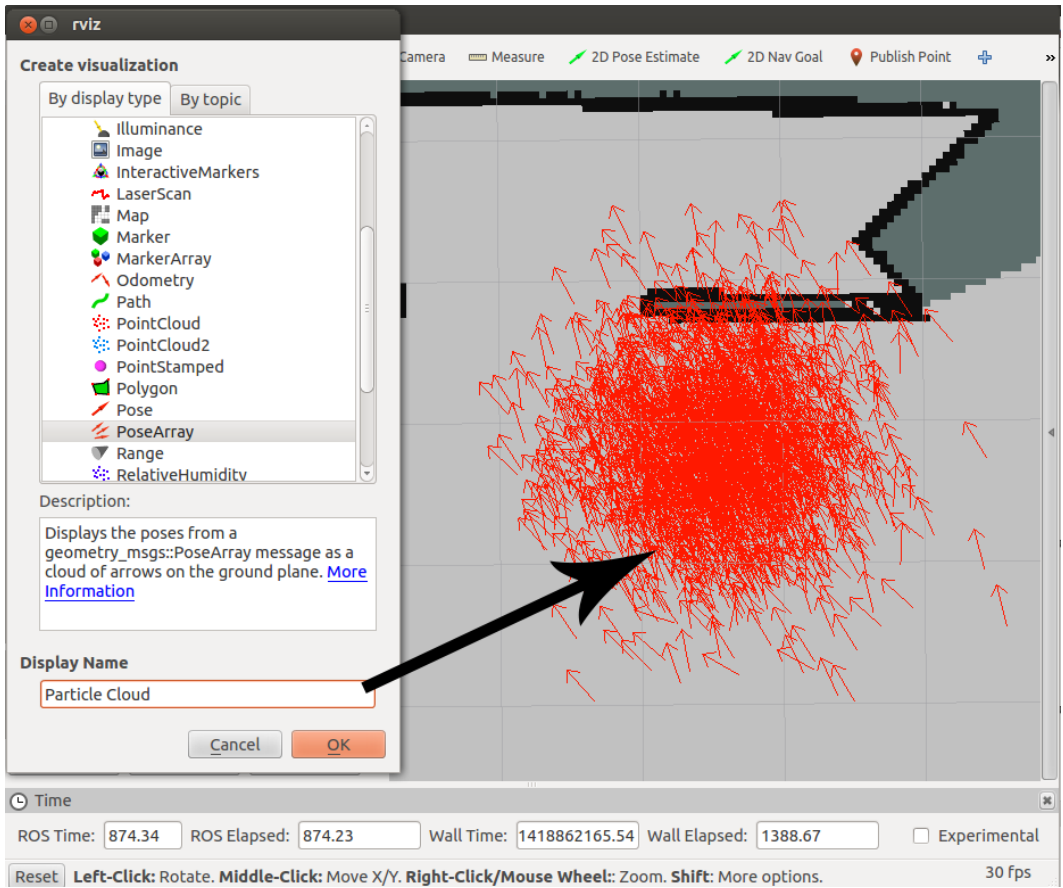 rviz
Camera Measure 2D Pose Estimate 2D Nav Goal Publish Point »
Create visualization
By display type By topic
Illuminance
Image
InteractiveMarkers
LaserScan
Map
Marker
MarkerArray
Odometry
Path
PointCloud
PointCloud2
PointStamped
Polygon
Pose
PoseArray
Range
RelativeHumidity
Description:
Displays the poses from a
geometry_msgs::PoseArray message as a
cloud of arrows on the ground plane. More
Information
Display Name
Particle Cloud
Cancel OK
Time
ROS Time: 874.34 ROS Elapsed: 874.23 Wall Time: 1418862165.54 Wall Elapsed: 1388.67 Experimental
Reset Left-Click: Rotate. Middle-Click: Move X/Y. Right-Click/Mouse Wheel:: Zoom. Shift: More options. 30 fps